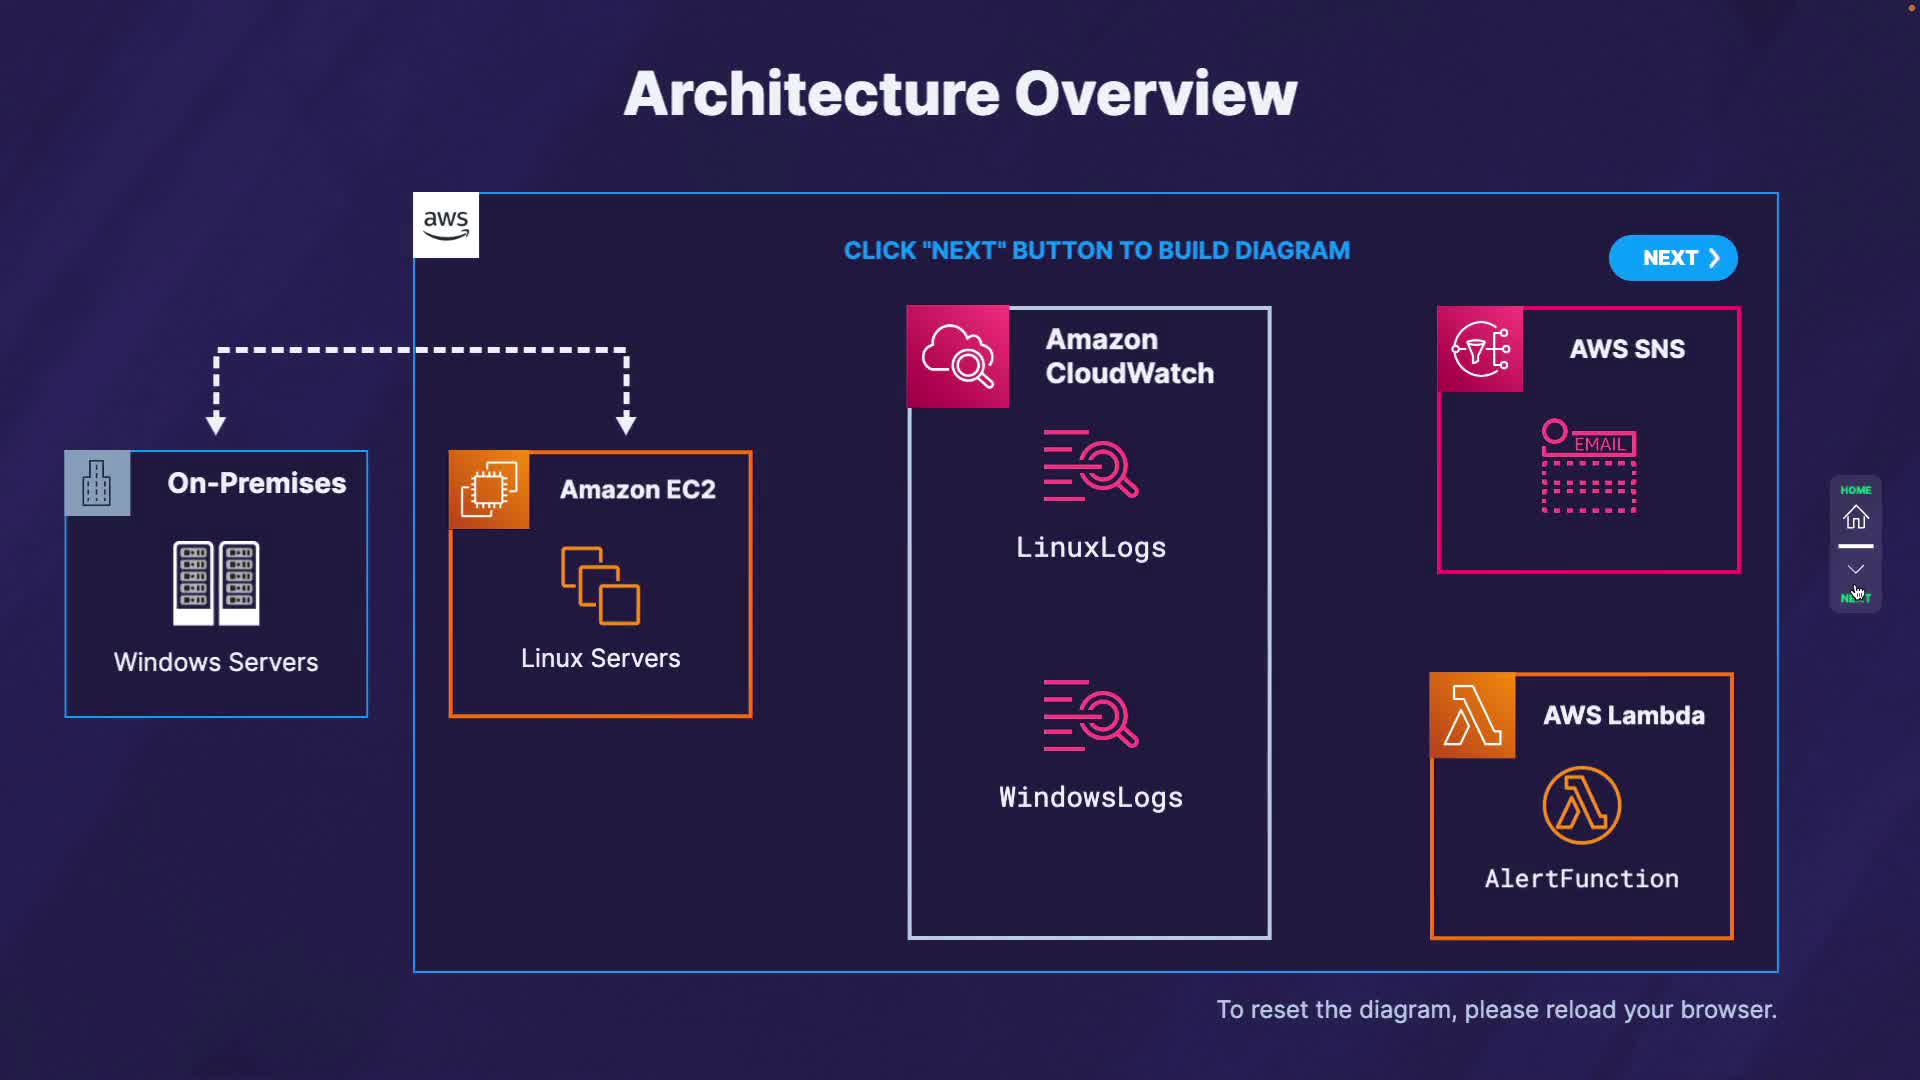 Architecture Overview
aws
CLICK "NEXT" BUTTON TO BUILD DIAGRAM
NEXT
Amazon
CloudWatch
LinuxLogs
WindowsLogs
AWS SNS
EMAIL
AWS Lambda
AlertFunction
On-Premises
Windows Servers
Amazon EC2
Linux Servers
HOME
To reset the diagram, please reload your browser.